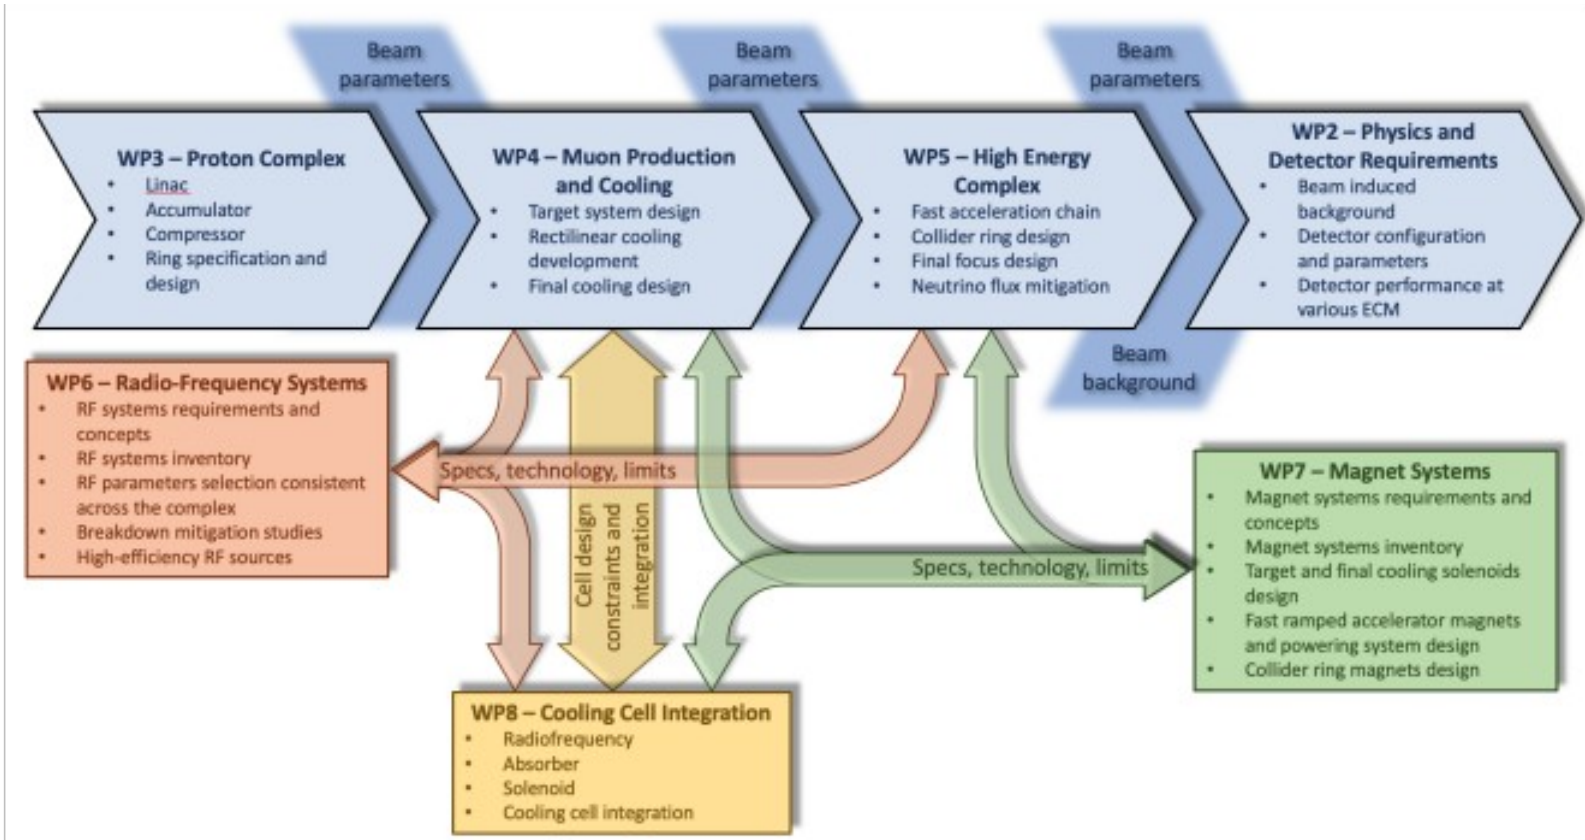 Beam
parameters
Beam
parameters
Beam
parameters
WP3 – Proton Complex
• Linac
• Accumulator
• Compressor
• Ring specification and
design
WP4 – Muon Production
and Cooling
• Target system design
• Rectilinear cooling
development
• Final cooling design
WP5 – High Energy
Complex
• Fast acceleration chain
• Collider ring design
• Final focus design
• Neutrino flux mitigation
WP2 – Physics and
Detector Requirements
• Beam induced
background
• Detector configuration
and parameters
• Detector performance at
various ECM
Beam
background
WP6 – Radio-Frequency Systems
• RF systems requirements and
concepts
• RF systems inventory
• RF parameters selection consistent
across the complex
• Breakdown mitigation studies
• High-efficiency RF sources
Specs, technology, limits
Cell design
constraints and
integration
Specs, technology, limits
WP7 – Magnet Systems
• Magnet systems requirements and
concepts
• Magnet systems inventory
• Target and final cooling solenoids
design
• Fast ramped accelerator magnets
and powering system design
• Collider ring magnets design
WP8 – Cooling Cell Integration
• Radiofrequency
• Absorber
• Solenoid
• Cooling cell integration